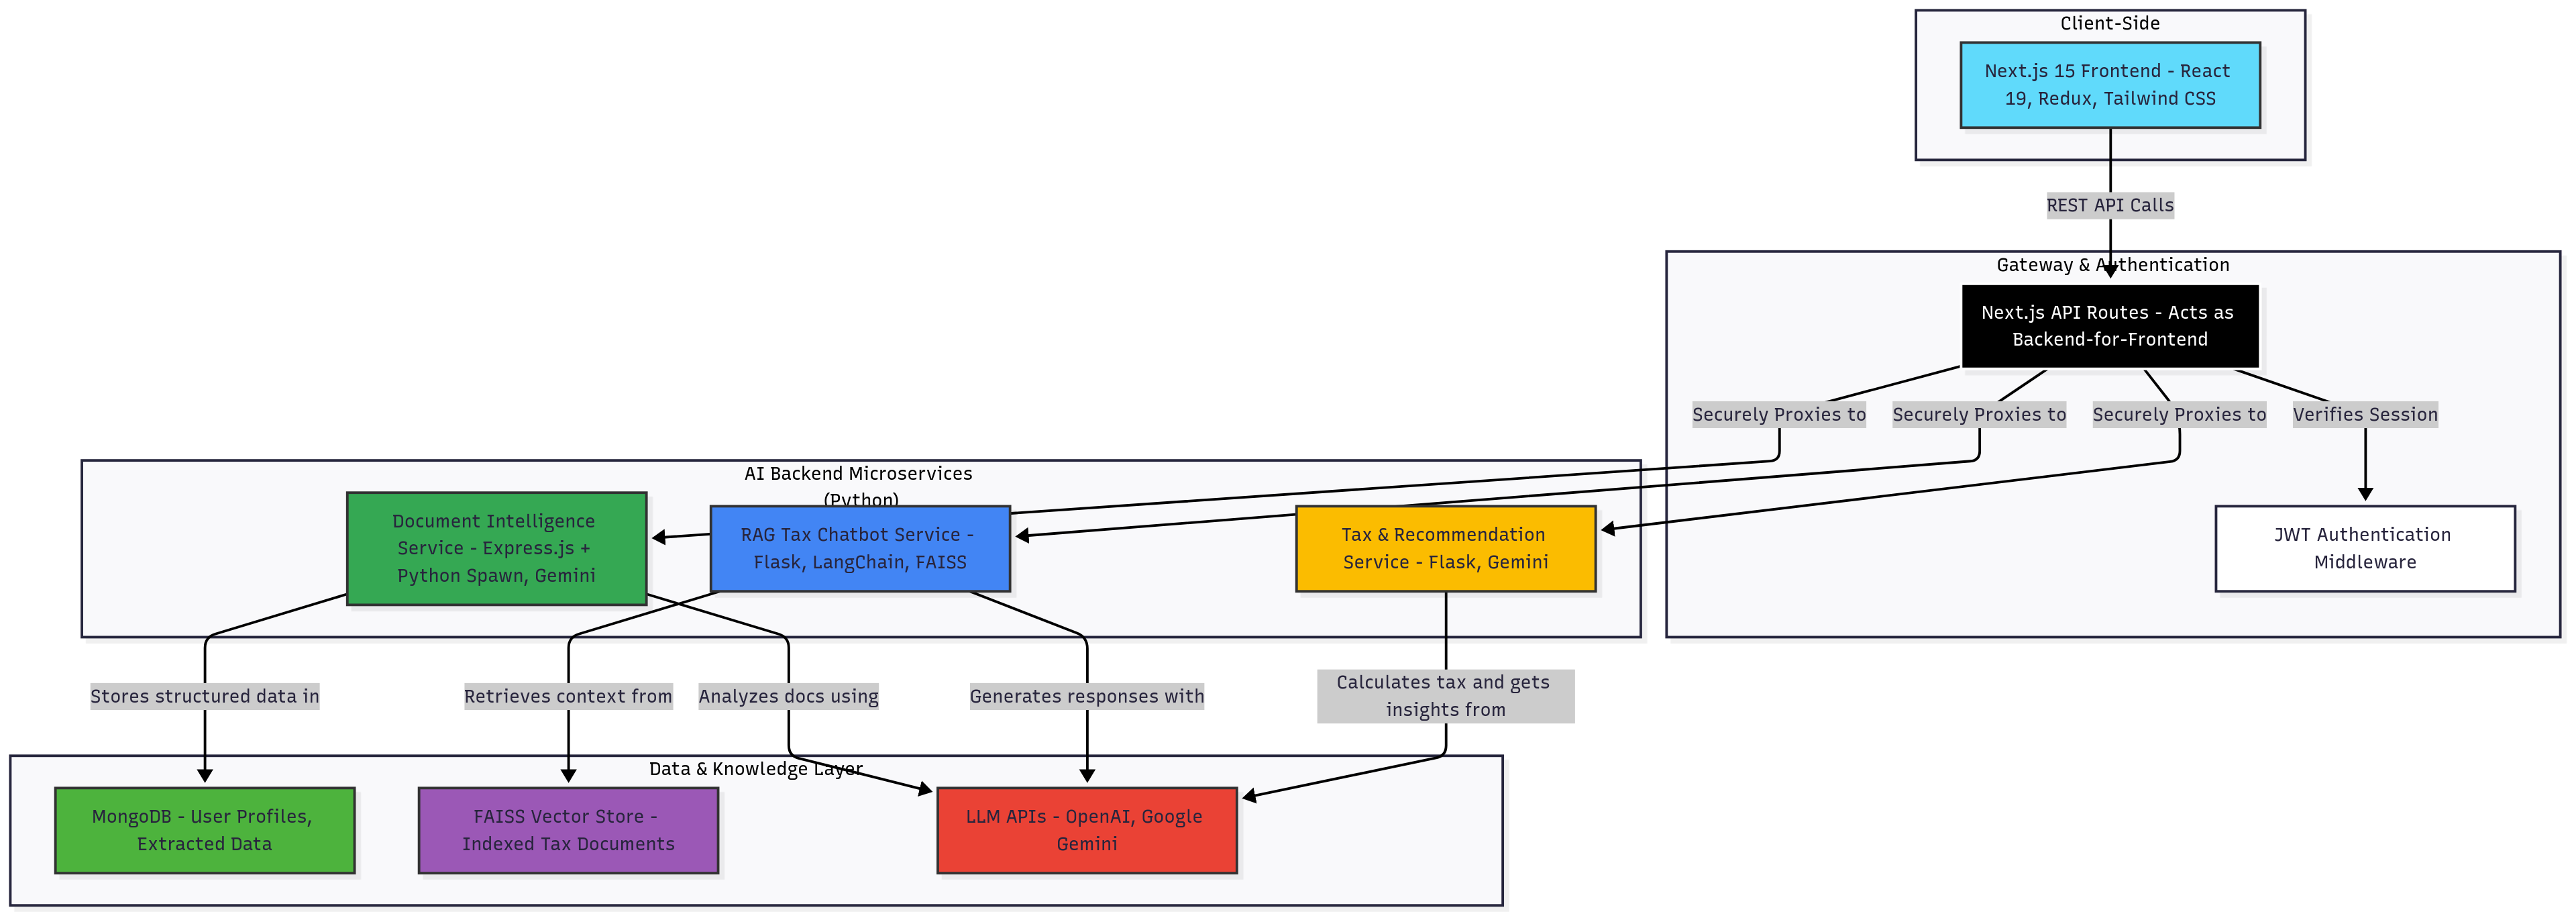 Client-Side
Next.js 15 Frontend - React
19, Redux, Tailwind CSS
REST API Calls
Gateway & Authentication
Next.js API Routes - Acts as
Backend-for-Frontend
Securely Proxies to
Securely Proxies to
Securely Proxies to
Verifies Session
AI Backend Microservices
(Python)
Document Intelligence
Service - Express.js +
Python Spawn, Gemini
RAG Tax Chatbot Service -
Flask, LangChain, FAISS
Tax & Recommendation
Service - Flask, Gemini
JWT Authentication
Middleware
Stores structured data in
Retrieves context from
Analyzes docs using
Generates responses with
Calculates tax and gets
insights from
Data & Knowledge Layer
MongoDB - User Profiles,
Extracted Data
FAISS Vector Store -
Indexed Tax Documents
LLM APIs - OpenAI, Google
Gemini